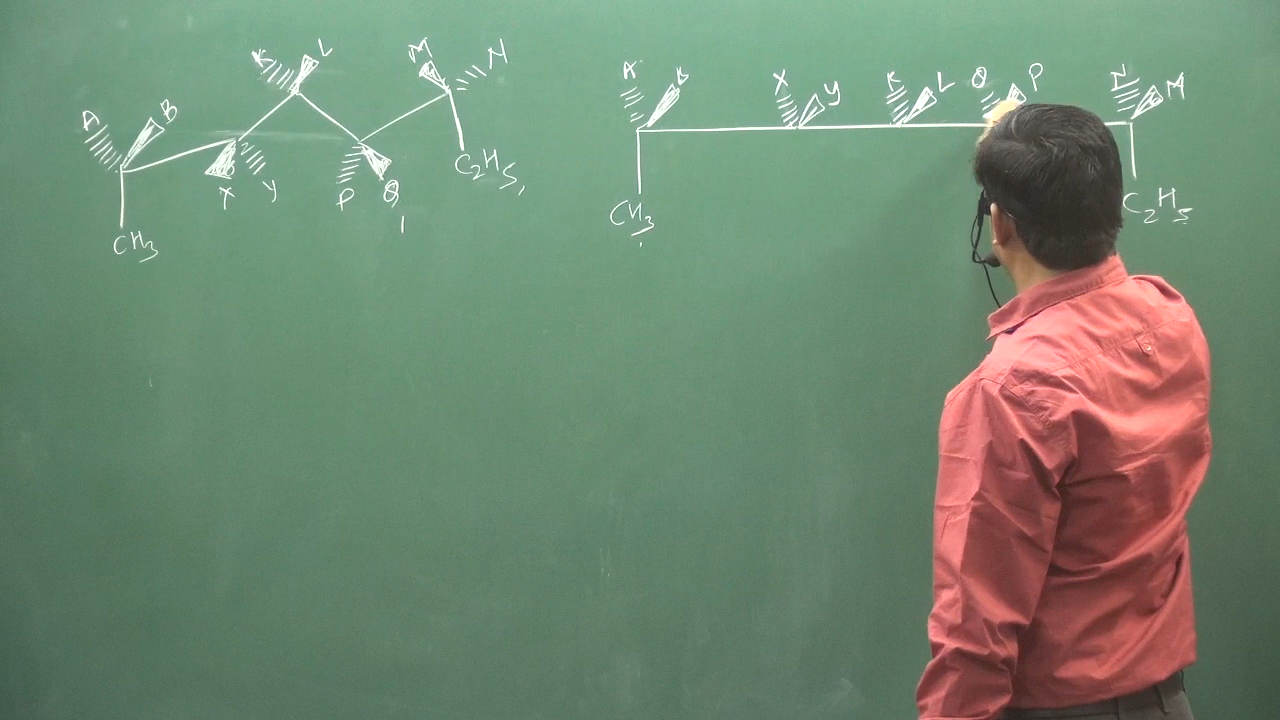 K L M N
A B
X Y P Q
C2H5
CH3
A B X Y K L Q P N M
CH3 C2H5